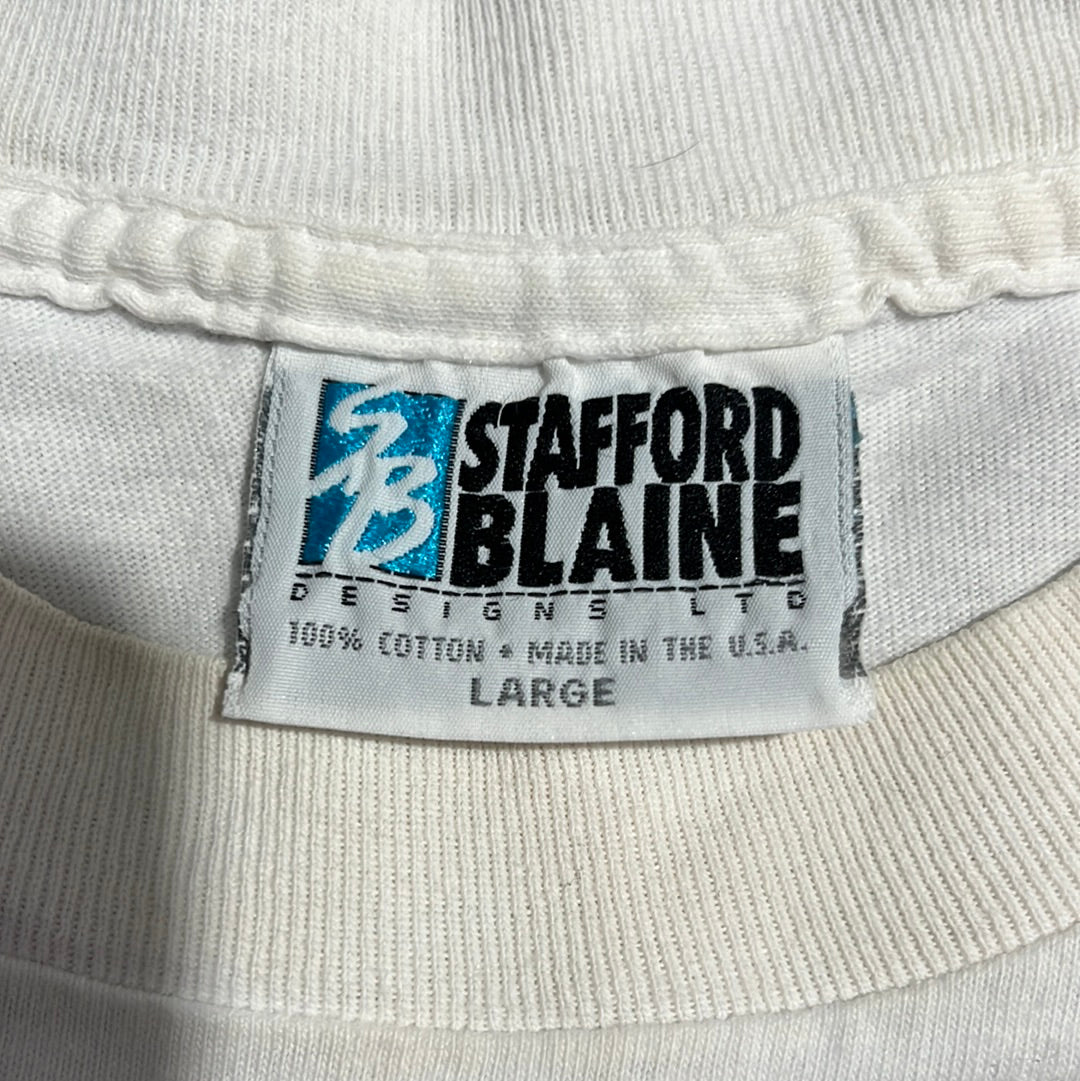 SB STAFFORD
BLAINE
DESIGNS LTD
100% COTTON • MADE IN THE U.S.A.
LARGE